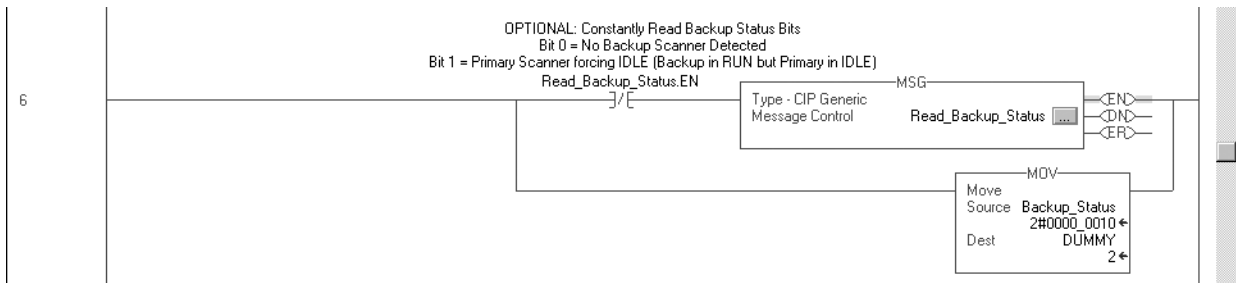 OPTIONAL: Constantly Read Backup Status Bits
Bit 0 = No Backup Scanner Detected
Bit 1 = Primary Scanner forcing IDLE (Backup in RUN but Primary in IDLE)
Read_Backup_Status.EN
6
MSG
Type - CIP Generic
Message Control Read_Backup_Status ...
EN
DN
ER
MOV
Move
Source Backup_Status
2#0000_0010
Dest DUMMY
2